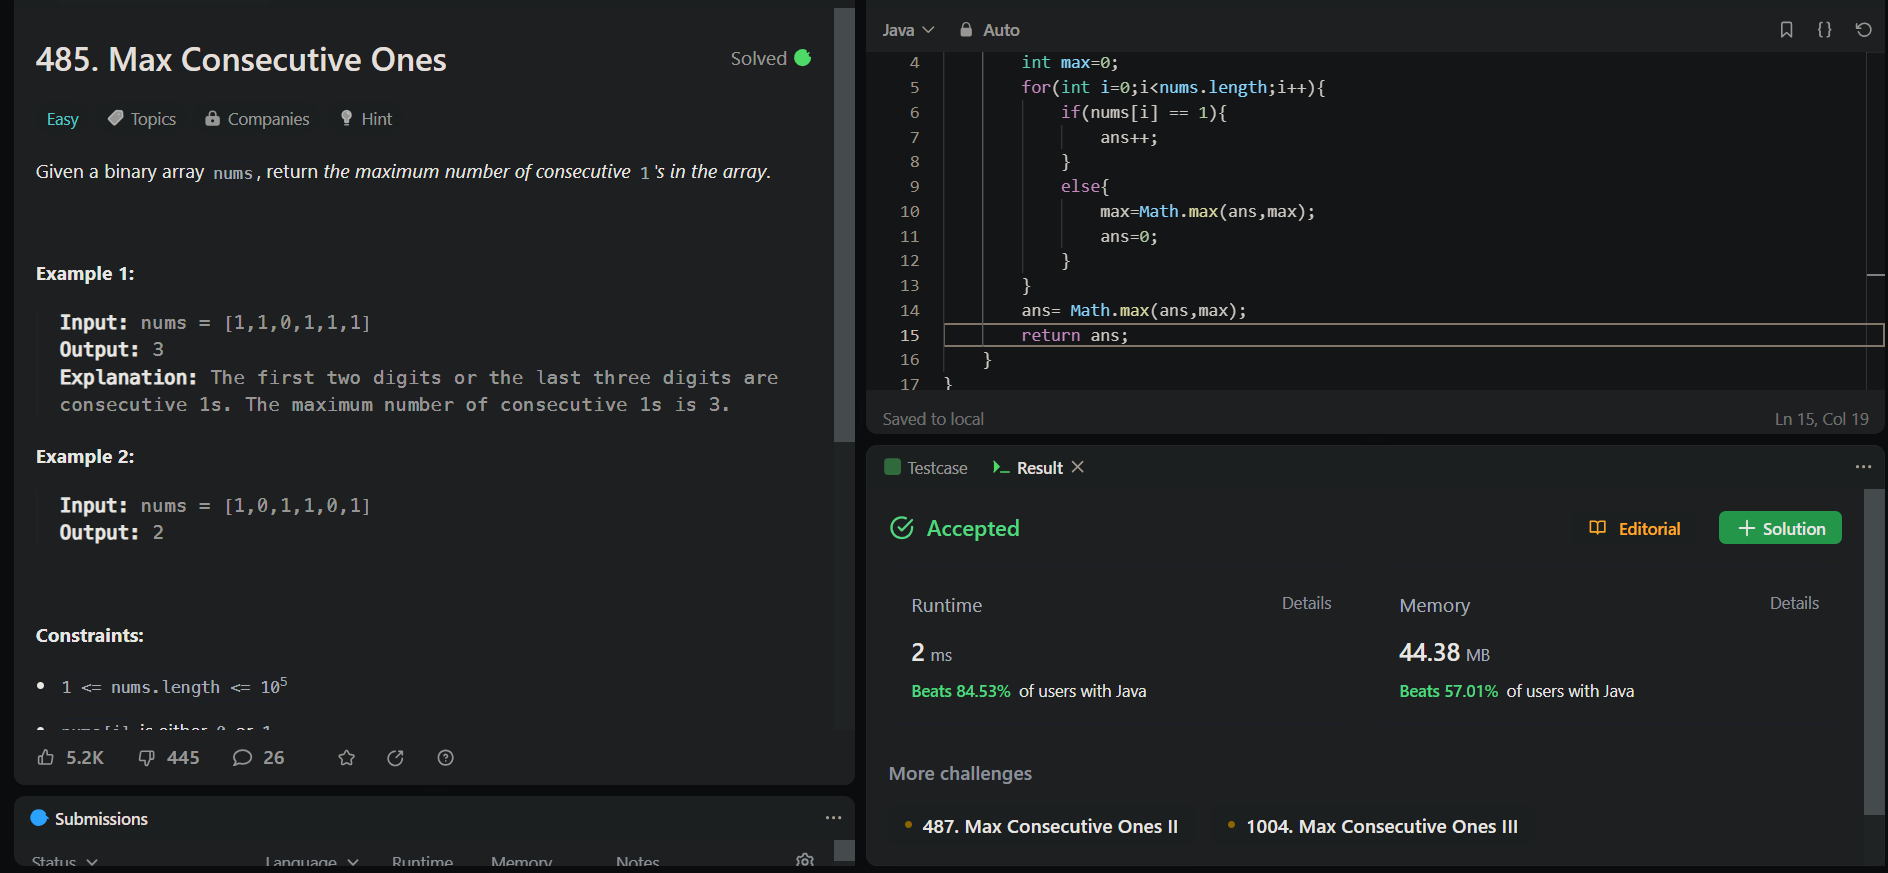 485. Max Consecutive Ones
Solved
Easy Topics Companies Hint
Given a binary array nums, return the maximum number of consecutive 1's in the array.
Example 1:
Input: nums = [1,1,0,1,1,1]
Output: 3
Explanation: The first two digits or the last three digits are
consecutive 1s. The maximum number of consecutive 1s is 3.
Example 2:
Input: nums = [1,0,1,1,0,1]
Output: 2
Constraints:
1 <= nums.length <= 10^5
nums[i] is either 0 or 1
5.2K 445 26
Submissions
Status Language Runtime Memory Notes
Java Auto
4 int max=0;
5 for(int i=0;i<nums.length;i++){
6 if(nums[i] == 1){
7 ans++;
8 }
9 else{
10 max=Math.max(ans,max);
11 ans=0;
12 }
13 }
14 ans= Math.max(ans,max);
15 return ans;
16 }
17 }
Saved to local Ln 15, Col 19
Testcase Result
Accepted Editorial + Solution
Runtime Details
2 ms
Beats 84.53% of users with Java
Memory Details
44.38 MB
Beats 57.01% of users with Java
More challenges
487. Max Consecutive Ones II 1004. Max Consecutive Ones III